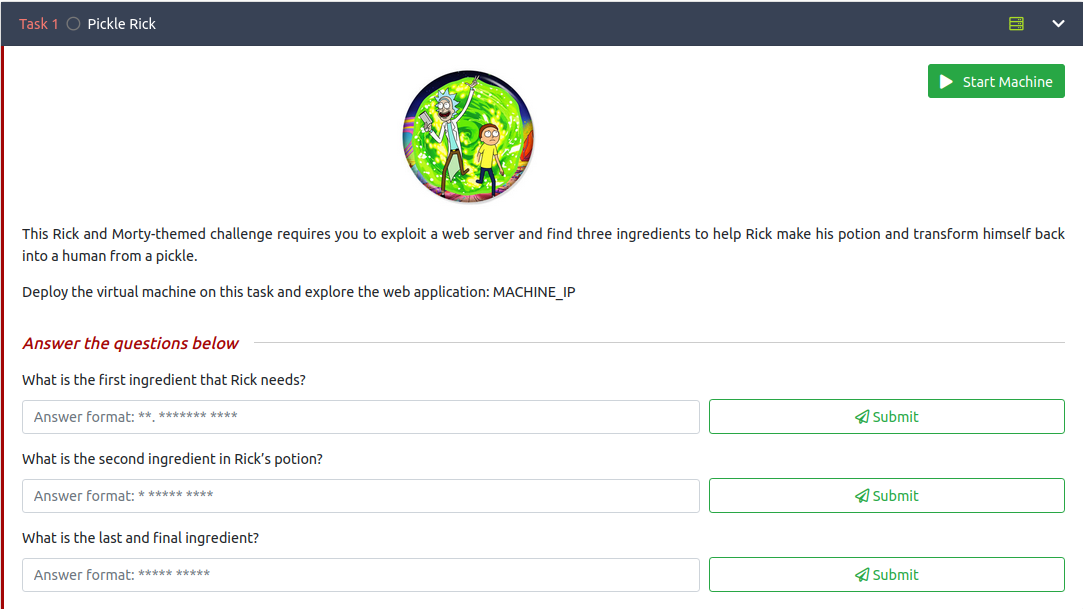 Task 1 Pickle Rick
Start Machine
This Rick and Morty-themed challenge requires you to exploit a web server and find three ingredients to help Rick make his potion and transform himself back
into a human from a pickle.
Deploy the virtual machine on this task and explore the web application: MACHINE_IP
Answer the questions below
What is the first ingredient that Rick needs?
Answer format: **. ******* ****
Submit
What is the second ingredient in Rick’s potion?
Answer format: * ***** ****
Submit
What is the last and final ingredient?
Answer format: ***** *****
Submit